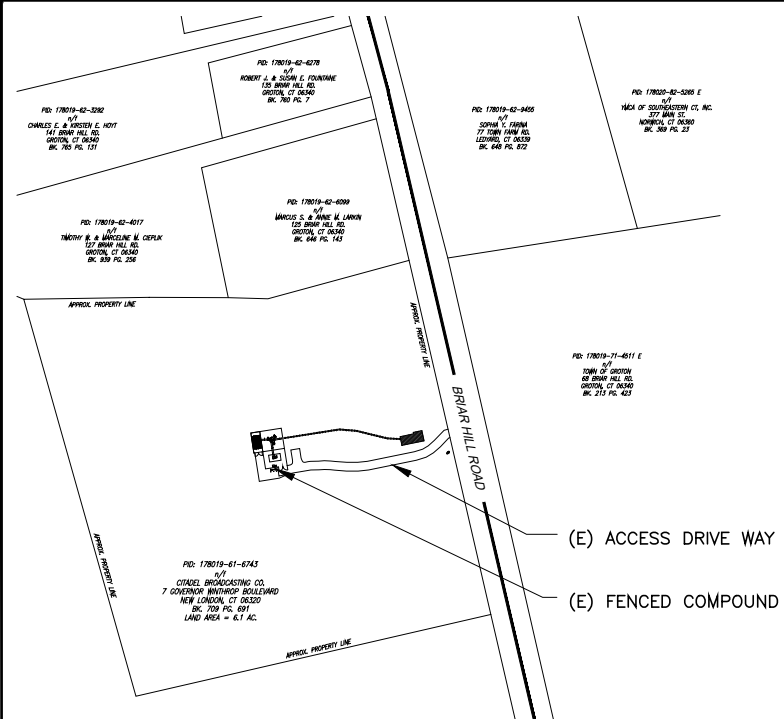 PID: 178019-62-6278
n/f
ROBERT J. & SUSAN E. FOUNTAINE
135 BRIAR HILL RD.
GROTON, CT 06340
BK. 760 PG. 7
PID: 178019-62-3292
n/f
CHARLES E. & KIRSTEN E. HOYT
141 BRIAR HILL RD.
GROTON, CT 06340
BK. 765 PG. 131
PID: 178019-62-9455
n/f
SOPHIA Y. FARINA
77 TOWN FARM RD.
LEDYARD, CT 06339
BK. 648 PG. 872
PID: 178020-82-5265 E
n/f
YMCA OF SOUTHEASTERN CT, INC.
377 MAIN ST.
NORWICH, CT 06360
BK. 369 PG. 23
PID: 178019-62-4017
n/f
TIMOTHY W. & MARCELINE M. CIEPLIK
127 BRIAR HILL RD.
GROTON, CT 06340
BK. 939 PG. 256
PID: 178019-62-6099
n/f
MARCUS S. & ANNIE M. LARKIN
125 BRIAR HILL RD.
GROTON, CT 06340
BK. 646 PG. 143
APPROX. PROPERTY LINE
APPROX. PROPERTY LINE
PID: 178019-71-4511 E
n/f
TOWN OF GROTON
68 BRIAR HILL RD.
GROTON, CT 06340
BK. 213 PG. 423
BRIAR HILL ROAD
(E) ACCESS DRIVE WAY
APPROX. PROPERTY LINE
PID: 178019-61-6743
n/f
CITADEL BROADCASTING CO.
7 GOVERNOR WINTHROP BOULEVARD
NEW LONDON, CT 06320
BK. 709 PG. 691
LAND AREA = 6.1 AC.
(E) FENCED COMPOUND
APPROX. PROPERTY LINE